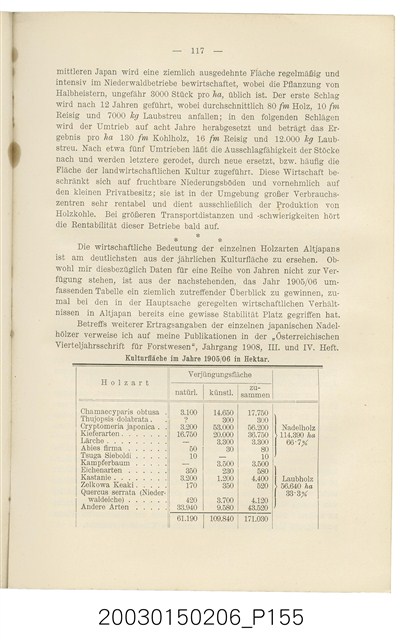 — 117 —
mittleren Japan wird eine ziemlich ausgedehnte Fläche regelmäßig und
intensiv im Niederwaldbetriebe bewirtschaftet, wobei die Pflanzung von
Halbheistern, ungefähr 3000 Stück pro ha, üblich ist. Der erste Schlag
wird nach 12 Jahren geführt, wobei durchschnittlich 80 fm Holz, 10 fm
Reisig und 7000 kg Laubstreu anfallen; in den folgenden Schlägen
wird der Umtrieb auf acht Jahre herabgesetzt und beträgt das Er-
gebnis pro ha 130 fm Kohlholz, 16 fm Reisig und 12.000 kg Laub-
streu. Nach etwa fünf Umtrieben läßt die Ausschlagfähigkeit der Stöcke
nach und werden letztere gerodet, durch neue ersetzt, bzw. häufig die
Fläche der landwirtschaftlichen Kultur zugeführt. Diese Wirtschaft be-
schränkt sich auf fruchtbare Niederungsböden und vornehmlich auf
den kleinen Privatbesitz; sie ist in der Umgebung großer Verbrauchs-
zentren sehr rentabel und dient ausschließlich der Produktion von
Holzkohle. Bei größeren Transportdistanzen und -schwierigkeiten hört
die Rentabilität dieser Betriebe bald auf.
* * *
Die wirtschaftliche Bedeutung der einzelnen Holzarten Altjapans
ist am deutlichsten aus der jährlichen Kulturfläche zu ersehen. Ob-
wohl mir diesbezüglich Daten für eine Reihe von Jahren nicht zur Ver-
fügung stehen, ist aus der nachstehenden, das Jahr 1905/06 um-
fassenden Tabelle ein ziemlich zutreffender Überblick zu gewinnen, zu-
mal bei den in der Hauptsache geregelten wirtschaftlichen Verhält-
nissen in Altjapan bereits eine gewisse Stabilität Platz gegriffen hat.
Betreffs weiterer Ertragsangaben der einzelnen japanischen Nadel-
hölzer verweise ich auf meine Publikationen in der „Österreichischen
Vierteljahrsschrift für Forstwesen“, Jahrgang 1908, III. und IV. Heft.
Kulturfläche im Jahre 1905/06 in Hektar.
Holzart Verjüngungsfläche
natürl. künstl. zu-
sammen
Chamaecyparis obtusa 3.100 14.650 17.750
Thujopsis dolabrata . . ? 300 300
Cryptomeria japonica . . 3.200 53.000 56.200 Nadelholz
Kieferarten . . . . . . 16.750 20.000 36.750 114.390 ha
Lärche . . . . . . — 3.300 3.300 66·7%
Abies firma . . . . . . 50 30 80
Tsuga Sieboldi . . . . 10 — 10
Kampferbaum . . . . . — 3.500 3.500
Eichenarten . . . . . . 350 230 580
Kastanie . . . . . . . 3.200 1.200 4.400 Laubholz
Zelkowa Keaki . . . . . 170 350 520 56.640 ha
Quercus serrata (Nieder- 33·3%
waldeiche) . . . . . 420 3.700 4.120
Andere Arten . . . . . 33.940 9.580 43.520
61.190 109.840 171.030
20030150206_P155